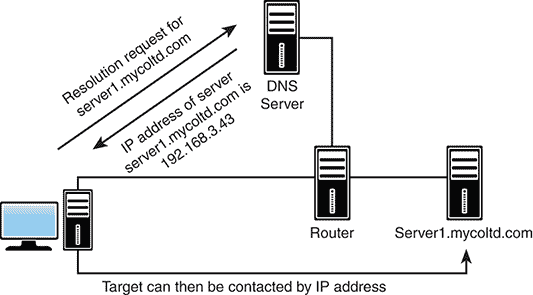 Resolution request for
server1.mycoltd.com
IP address of server
server1.mycoltd.com is
192.168.3.43
DNS
Server
Router
Server1.mycoltd.com
Target can then be contacted by IP address